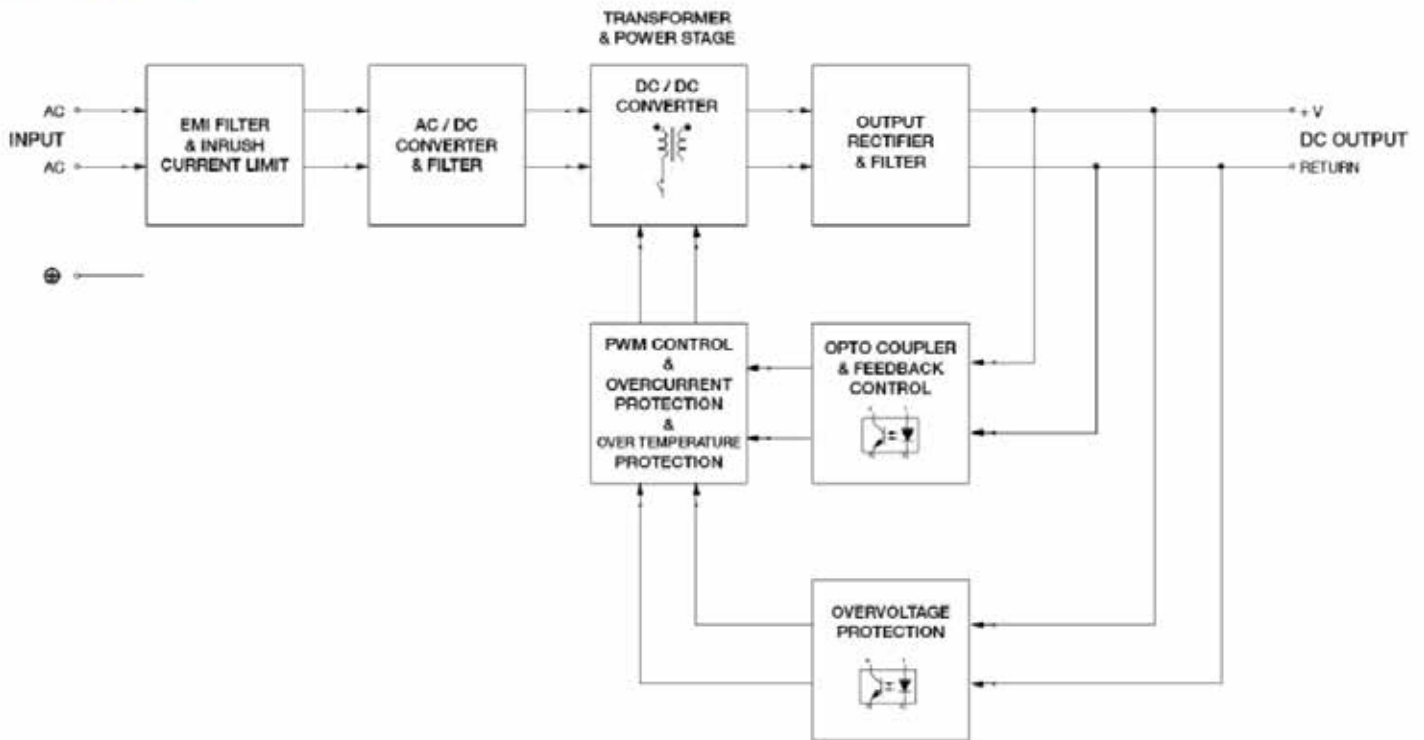 TRANSFORMER
& POWER STAGE
AC
INPUT
AC
EMI FILTER
& INRUSH
CURRENT LIMIT
AC / DC
CONVERTER
& FILTER
DC / DC
CONVERTER
OUTPUT
RECTIFIER
& FILTER
+ V
DC OUTPUT
RETURN
PWM CONTROL
&
OVERCURRENT
PROTECTION
&
OVER TEMPERATURE
PROTECTION
OPTO COUPLER
& FEEDBACK
CONTROL
OVERVOLTAGE
PROTECTION